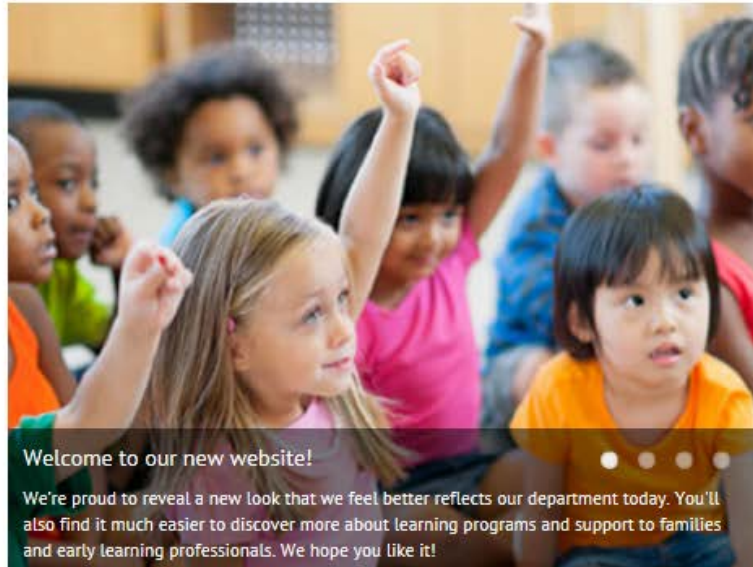 Welcome to our new website!
We're proud to reveal a new look that we feel better reflects our department today. You'll
also find it much easier to discover more about learning programs and support to families
and early learning professionals. We hope you like it!